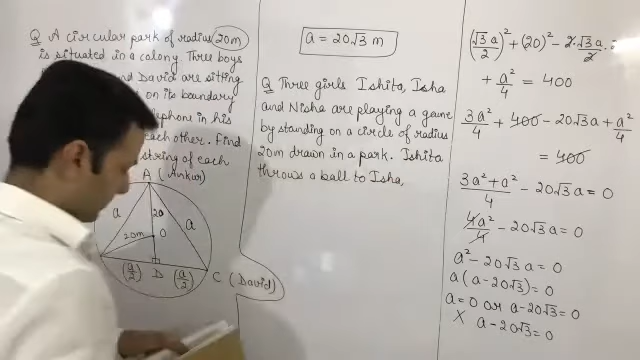 Q A circular park of radius 20m
is situated in a colony. Three boys
and David are sitting
on its boundary
telephone in his
each other. Find
string of each
A (Ankur)
a
20
a
20m
O
(a/2) D (a/2)
C (David)
a = 20√3 m
Q Three girls Ishita, Isha
and Nisha are playing a game
by standing on a circle of radius
20m drawn in a park. Ishita
throws a ball to Isha,
(√3a/2)² + (20)² - 2·√3a
2
+ a²/4 = 400
3a²/4 + 400 - 20√3a + a²/4
= 400
3a²+a²/4 - 20√3a = 0
4a²/4 - 20√3a = 0
a² - 20√3a = 0
a(a-20√3) = 0
a=0 or a-20√3=0
X a-20√3=0